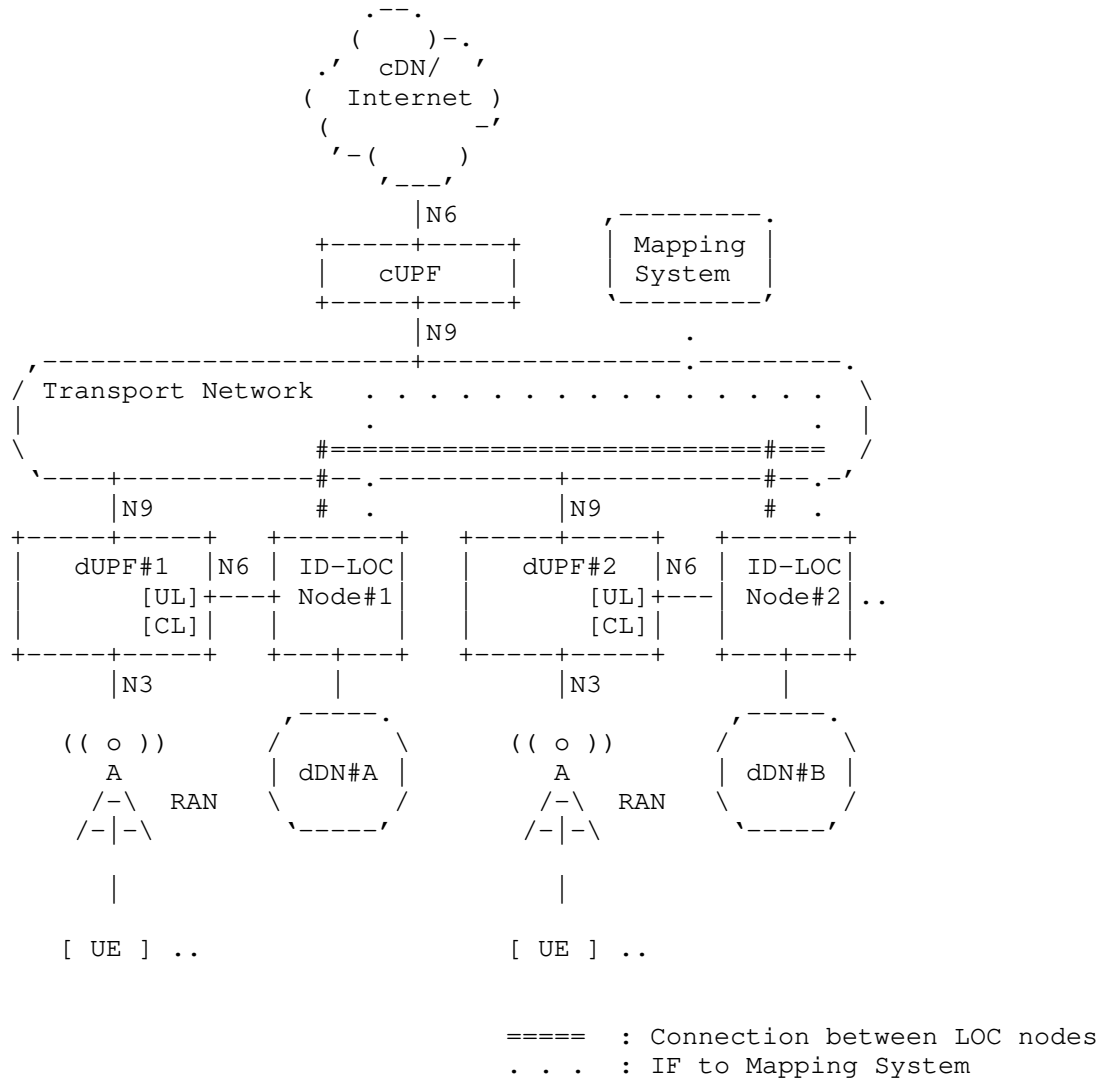 cDN/
Internet
N6
Mapping
cUPF System
N9
Transport Network
N9 N9
dUPF#1 N6 ID-LOC dUPF#2 N6 ID-LOC
[UL] Node#1 [UL] Node#2 ..
[CL] [CL]
N3 N3
(( o )) (( o ))
A dDN#A A dDN#B
RAN RAN
[ UE ] .. [ UE ] ..
===== : Connection between LOC nodes
. . . : IF to Mapping System